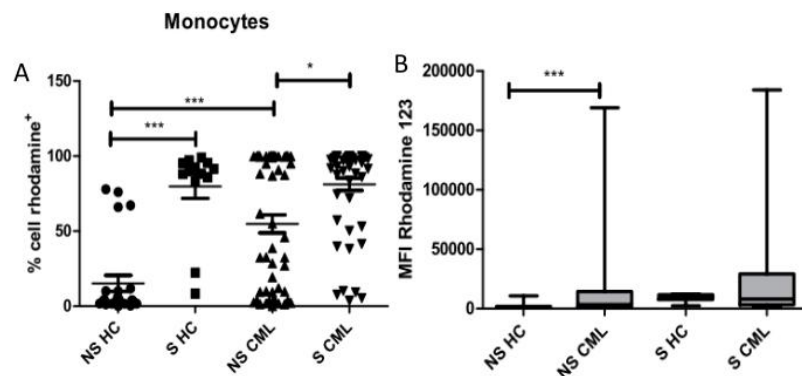 Monocytes
A
% cell rhodamine+
150
100
50
0
***
***
*
NS HC
S HC
NS CML
S CML
B
MFI Rhodamine 123
200000
150000
100000
50000
0
***
NS HC
NS CML
S HC
S CML